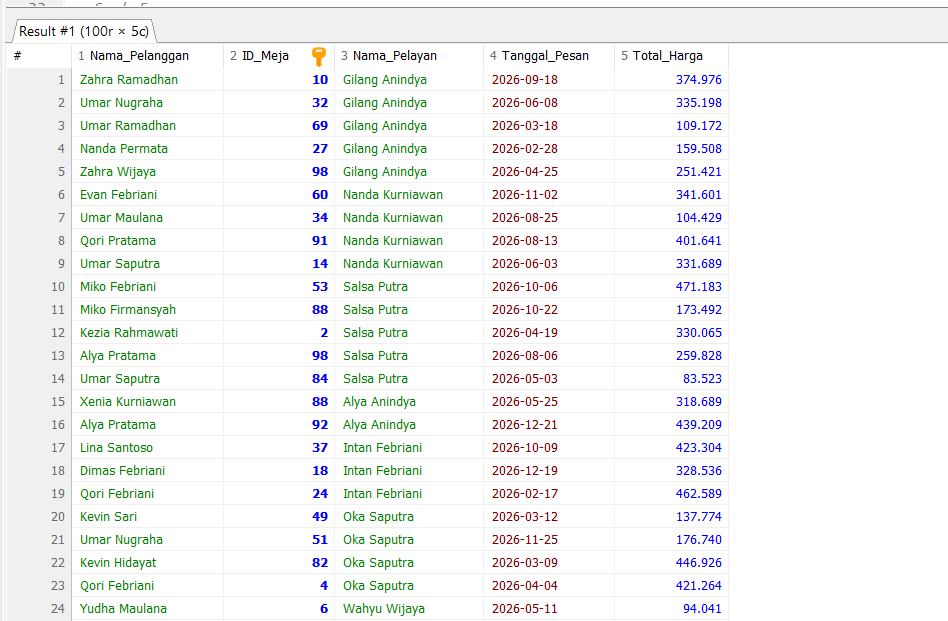 Result #1 (100r × 5c)
# 1 Nama_Pelanggan 2 ID_Meja 3 Nama_Pelayan 4 Tanggal_Pesan 5 Total_Harga
1 Zahra Ramadhan 10 Gilang Anindya 2026-09-18 374.976
2 Umar Nugraha 32 Gilang Anindya 2026-06-08 335.198
3 Umar Ramadhan 69 Gilang Anindya 2026-03-18 109.172
4 Nanda Permata 27 Gilang Anindya 2026-02-28 159.508
5 Zahra Wijaya 98 Gilang Anindya 2026-04-25 251.421
6 Evan Febriani 60 Nanda Kurniawan 2026-11-02 341.601
7 Umar Maulana 34 Nanda Kurniawan 2026-08-25 104.429
8 Qori Pratama 91 Nanda Kurniawan 2026-08-13 401.641
9 Umar Saputra 14 Nanda Kurniawan 2026-06-03 331.689
10 Miko Febriani 53 Salsa Putra 2026-10-06 471.183
11 Miko Firmansyah 88 Salsa Putra 2026-10-22 173.492
12 Kezia Rahmawati 2 Salsa Putra 2026-04-19 330.065
13 Alya Pratama 98 Salsa Putra 2026-08-06 259.828
14 Umar Saputra 84 Salsa Putra 2026-05-03 83.523
15 Xenia Kurniawan 88 Alya Anindya 2026-05-25 318.689
16 Alya Pratama 92 Alya Anindya 2026-12-21 439.209
17 Lina Santoso 37 Intan Febriani 2026-10-09 423.304
18 Dimas Febriani 18 Intan Febriani 2026-12-19 328.536
19 Qori Febriani 24 Intan Febriani 2026-02-17 462.589
20 Kevin Sari 49 Oka Saputra 2026-03-12 137.774
21 Umar Nugraha 51 Oka Saputra 2026-11-25 176.740
22 Kevin Hidayat 82 Oka Saputra 2026-03-09 446.926
23 Qori Febriani 4 Oka Saputra 2026-04-04 421.264
24 Yudha Maulana 6 Wahyu Wijaya 2026-05-11 94.041